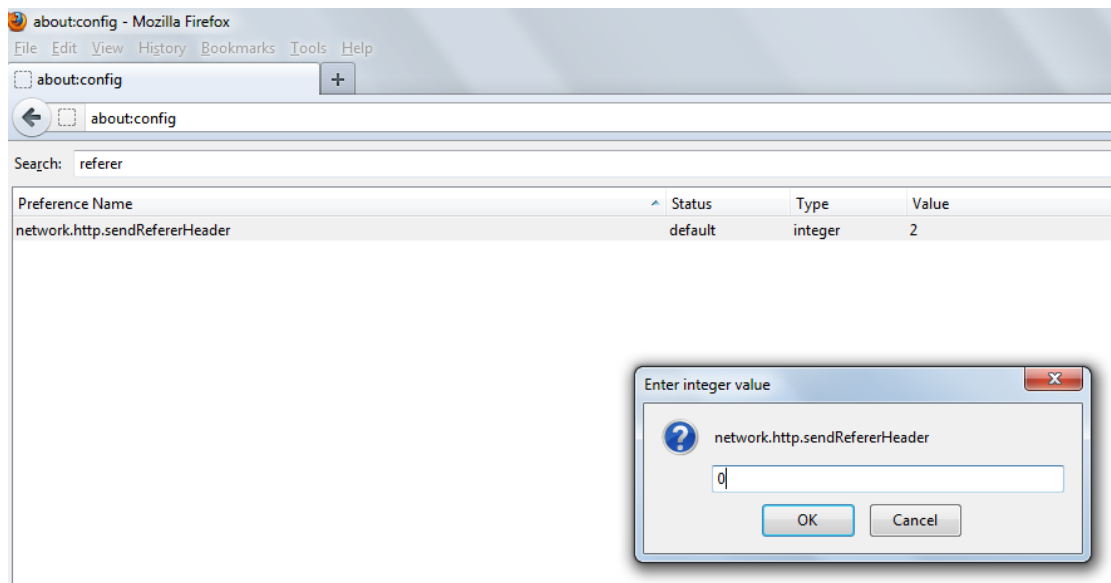 about:config - Mozilla Firefox
File Edit View History Bookmarks Tools Help
about:config +
about:config
Search: referer
Preference Name Status Type Value
network.http.sendRefererHeader default integer 2
Enter integer value
network.http.sendRefererHeader
0
OK Cancel